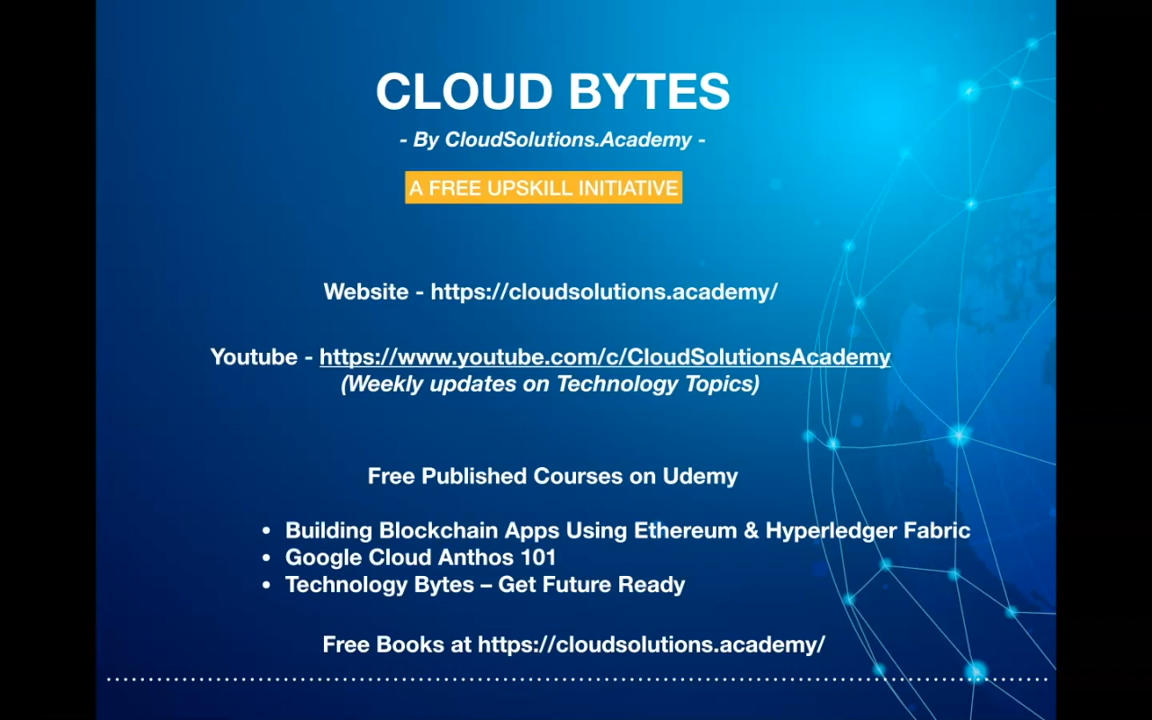 CLOUD BYTES
- By CloudSolutions.Academy -
A FREE UPSKILL INITIATIVE
Website - https://cloudsolutions.academy/
Youtube - https://www.youtube.com/c/CloudSolutionsAcademy
(Weekly updates on Technology Topics)
Free Published Courses on Udemy
• Building Blockchain Apps Using Ethereum & Hyperledger Fabric
• Google Cloud Anthos 101
• Technology Bytes – Get Future Ready
Free Books at https://cloudsolutions.academy/